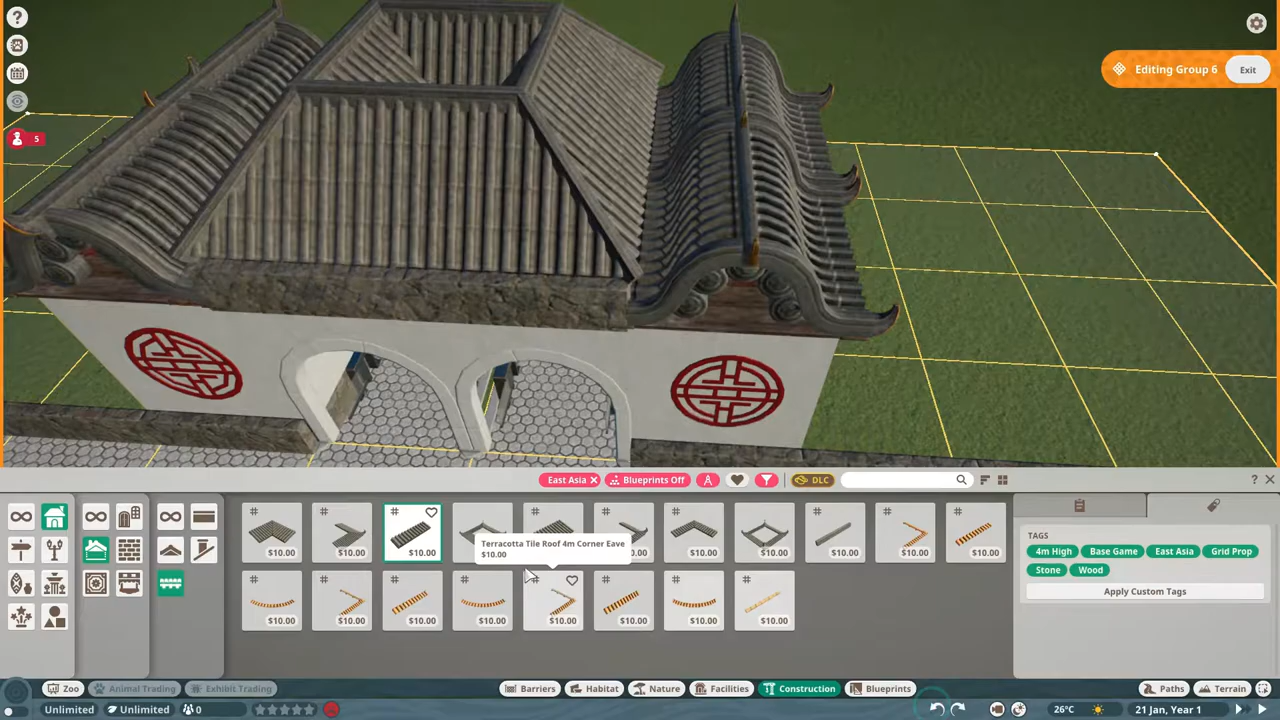 ?
5
Editing Group 6
Exit
East Asia ✕
Blueprints Off
DLC
? ✕
$10.00 $10.00 $10.00 $10.00 $10.00 $10.00 $10.00 $10.00
Terracotta Tile Roof 4m Corner Eave
$10.00
$10.00 $10.00 $10.00 $10.00 $10.00 $10.00 $10.00 $10.00
TAGS
4m High
Base Game
East Asia
Grid Prop
Stone
Wood
Apply Custom Tags
Zoo
Animal Trading
Exhibit Trading
Barriers
Habitat
Nature
Facilities
Construction
Blueprints
Paths
Terrain
Unlimited
Unlimited
0
26°C
21 Jan, Year 1